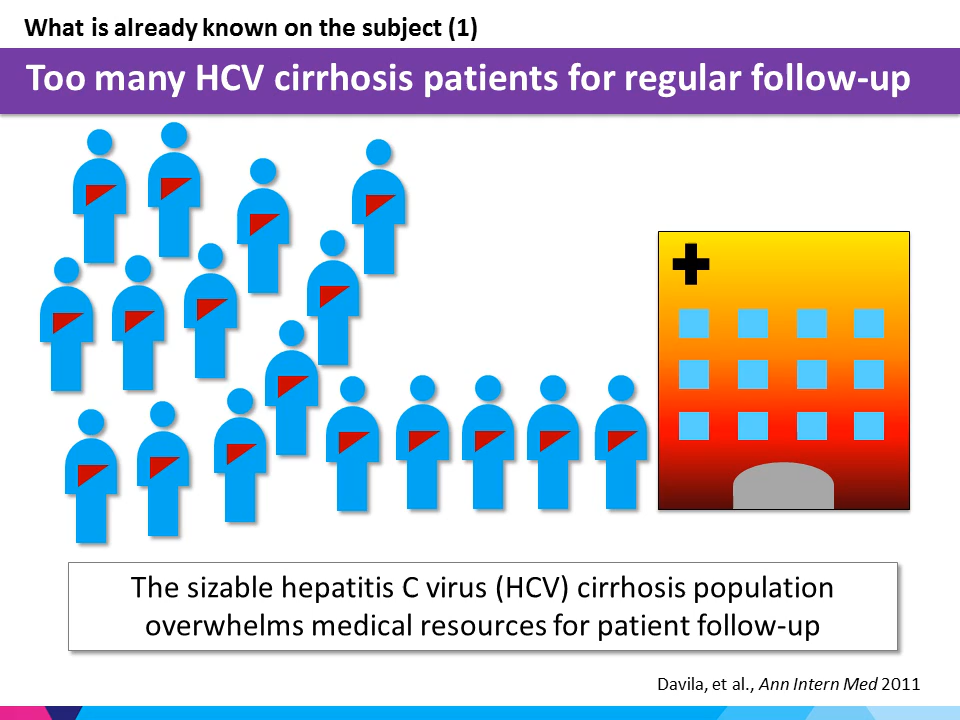 What is already known on the subject (1)
Too many HCV cirrhosis patients for regular follow-up
The sizable hepatitis C virus (HCV) cirrhosis population
overwhelms medical resources for patient follow-up
Davila, et al., Ann Intern Med 2011